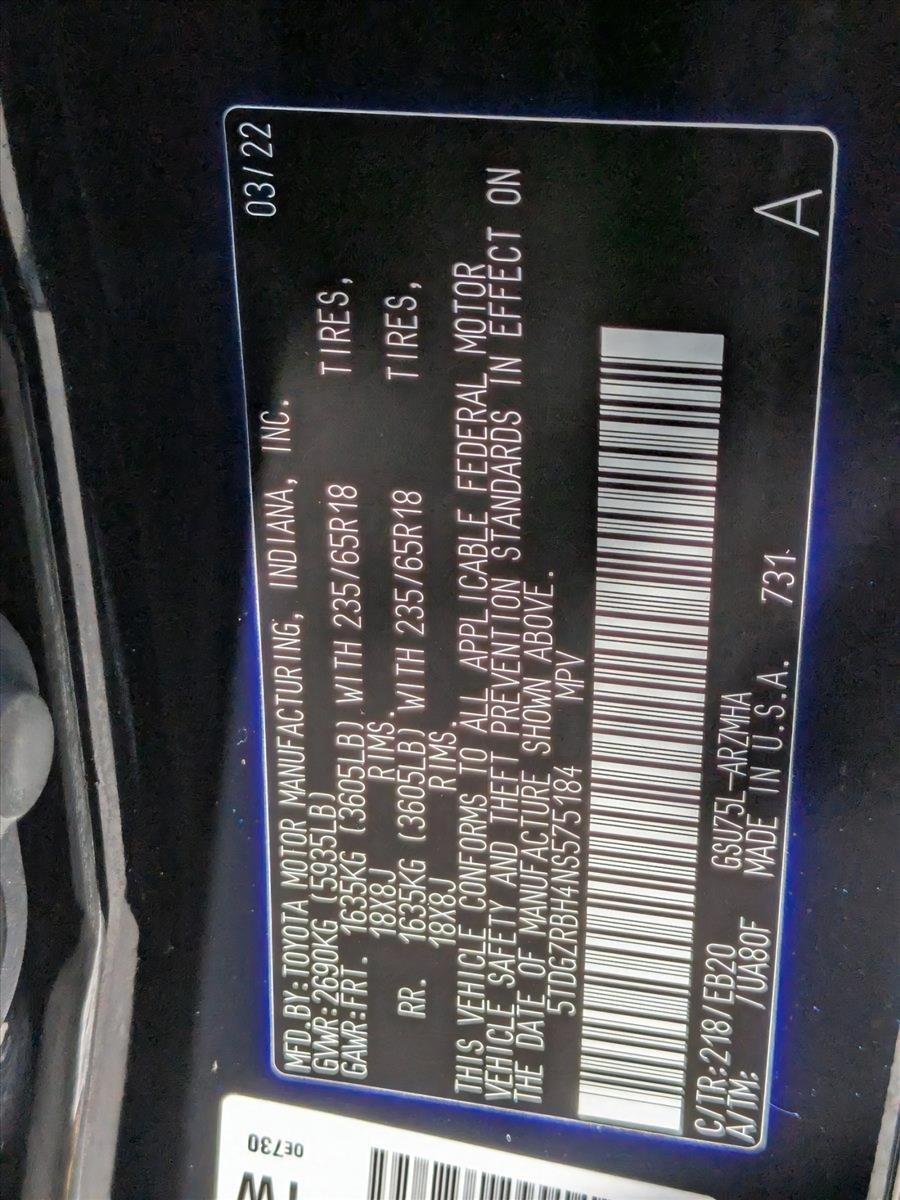 MFD.BY:TOYOTA MOTOR MANUFACTURING, INDIANA, INC. 03/22
GVWR:2690KG (5935LB)
GAWR:FRT. 1635KG (3605LB) WITH 235/65R18 TIRES,
18X8J RIMS.
RR. 1635KG (3605LB) WITH 235/65R18 TIRES,
18X8J RIMS.
THIS VEHICLE CONFORMS TO ALL APPLICABLE FEDERAL MOTOR
VEHICLE SAFETY AND THEFT PREVENTION STANDARDS IN EFFECT ON
THE DATE OF MANUFACTURE SHOWN ABOVE.
5TDGZRBH4NS575184 MPV
C/TR:218/EB20 GSU75L-ARZMHA
A/TM: /UA80F MADE IN U.S.A. 731 A
0E730